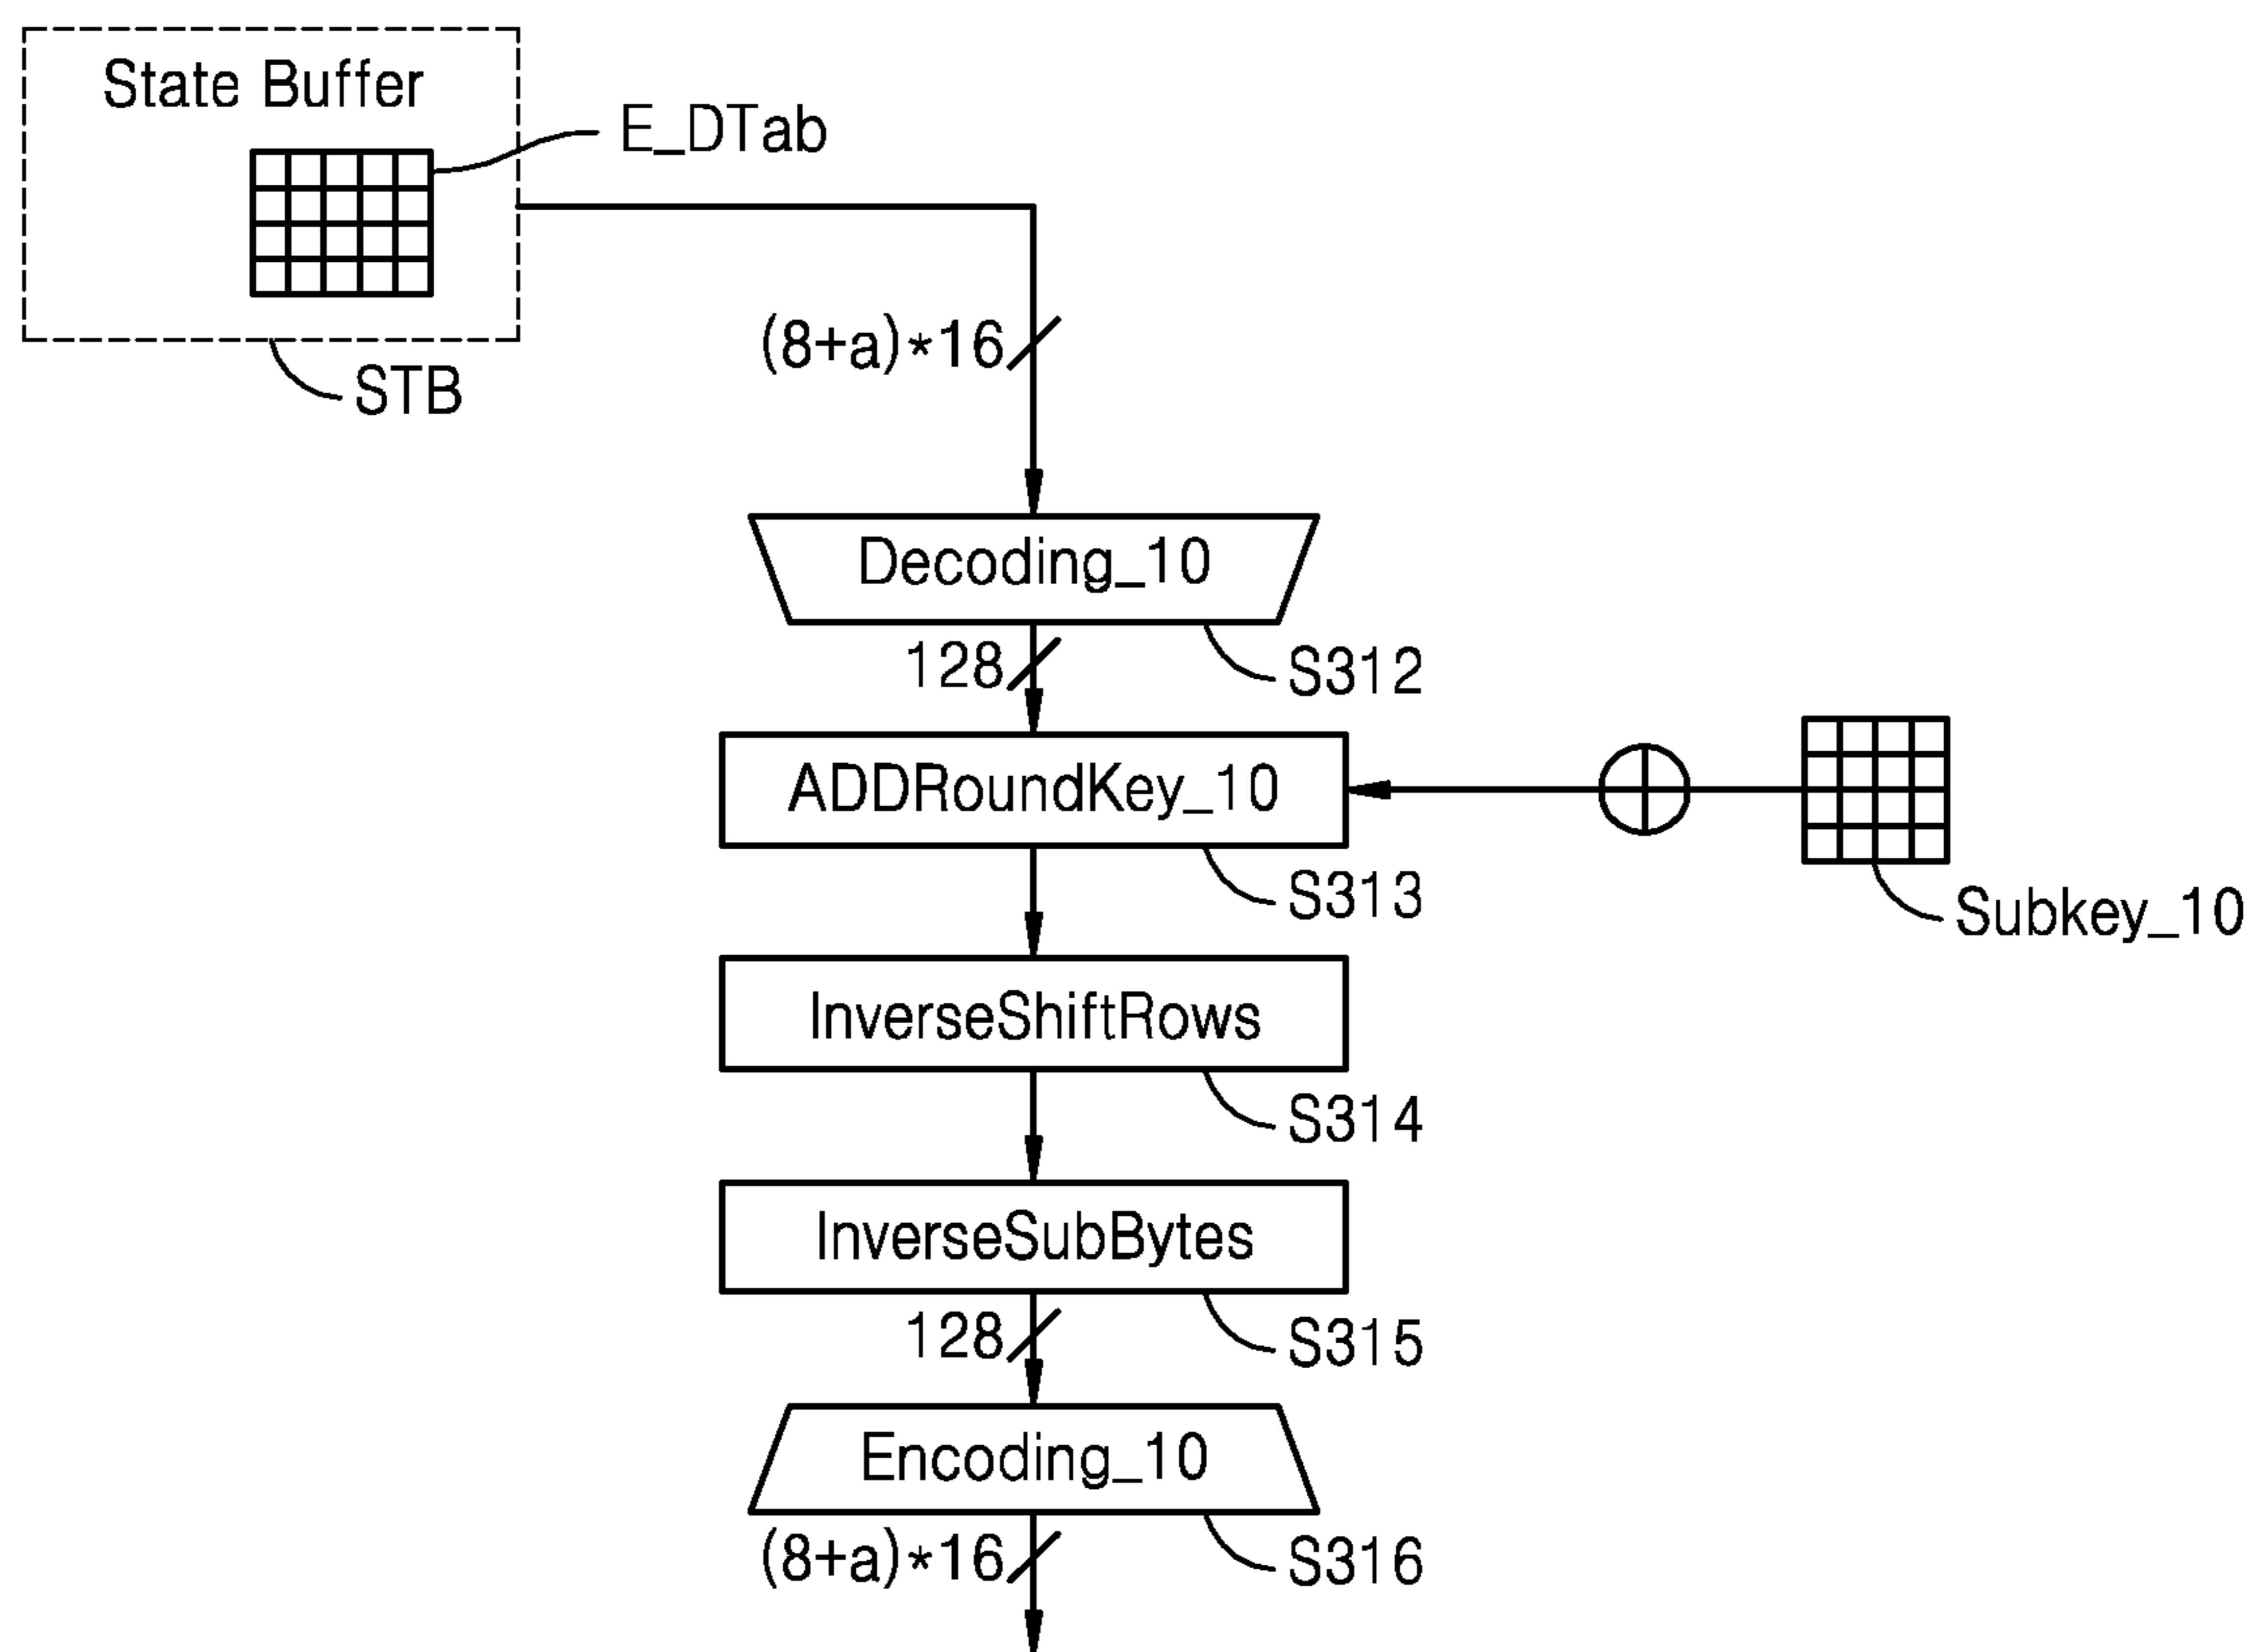 State Buffer
E_DTab
(8+a)*16
STB
Decoding_10
128
S312
ADDRoundKey_10
S313
Subkey_10
InverseShiftRows
S314
InverseSubBytes
128
S315
Encoding_10
(8+a)*16
S316